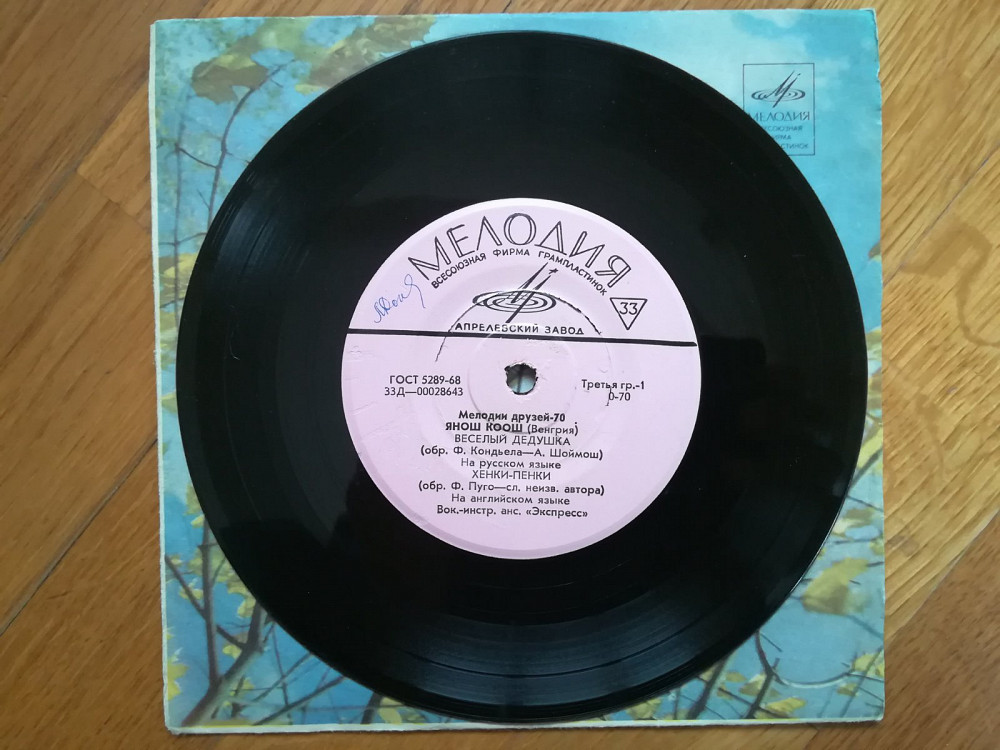 МЕЛОДИЯ
ВСЕСОЮЗНАЯ ФИРМА ГРАМПЛАСТИНОК
33
АПРЕЛЕВСКИЙ ЗАВОД
ГОСТ 5289-68
33Д—00028643
Третья гр.-1
0-70
Мелодии друзей-70
ЯНОШ КООШ (Венгрия)
ВЕСЕЛЫЙ ДЕДУШКА
(обр. Ф. Кондьела—А. Шоймош)
На русском языке
ХЕНКИ-ПЕНКИ
(обр. Ф. Пуго—сл. неизв. автора)
На английском языке
Вок.-инстр. анс. «Экспресс»
МЕЛОДИЯ